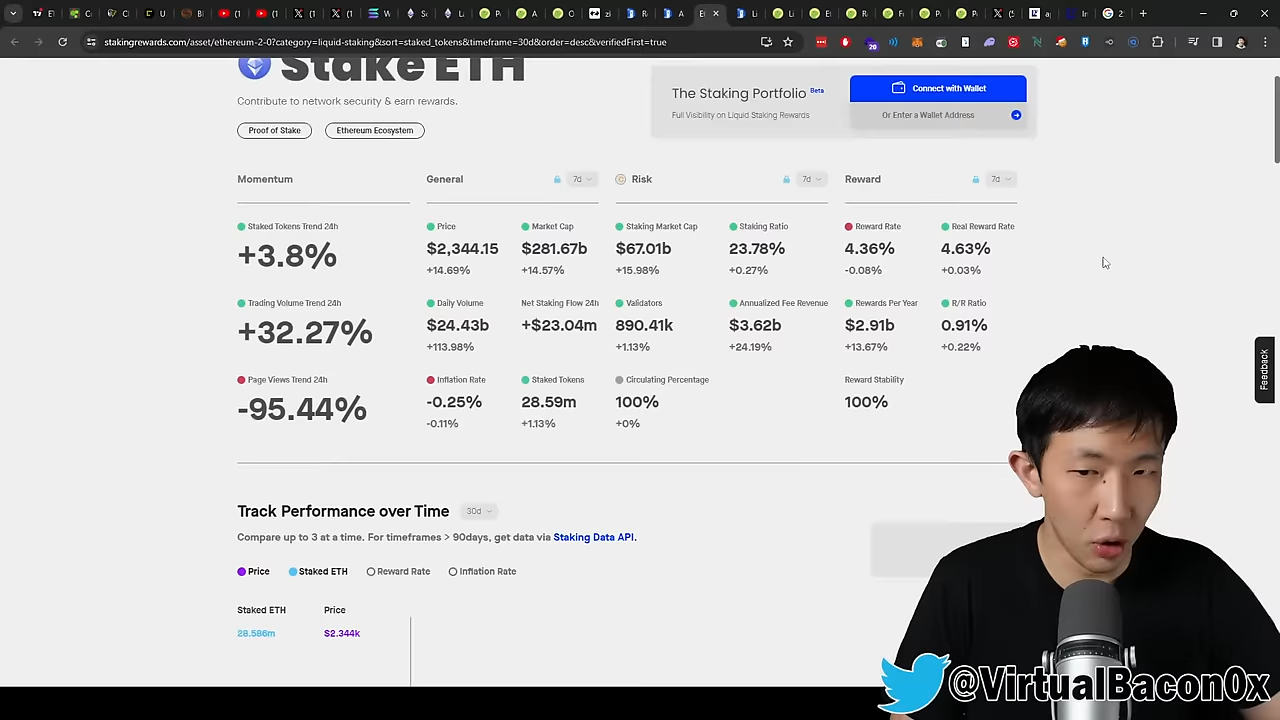 stakingrewards.com/asset/ethereum-2-0?category=liquid-staking&sort=staked_tokens&timeframe=30d&order=desc&verifiedFirst=true
20
Stake ETH
Contribute to network security & earn rewards.
Proof of Stake
Ethereum Ecosystem
The Staking Portfolio Beta
Full Visibility on Liquid Staking Rewards
Connect with Wallet
Or Enter a Wallet Address
Momentum
General
7d
Risk
7d
Reward
7d
Staked Tokens Trend 24h
+3.8%
Price
$2,344.15
+14.69%
Market Cap
$281.67b
+14.57%
Staking Market Cap
$67.01b
+15.98%
Staking Ratio
23.78%
+0.27%
Reward Rate
4.36%
-0.08%
Real Reward Rate
4.63%
+0.03%
Trading Volume Trend 24h
+32.27%
Daily Volume
$24.43b
+113.98%
Net Staking Flow 24h
+$23.04m
Validators
890.41k
+1.13%
Annualized Fee Revenue
$3.62b
+24.19%
Rewards Per Year
$2.91b
+13.67%
R/R Ratio
0.91%
+0.22%
Page Views Trend 24h
-95.44%
Inflation Rate
-0.25%
-0.11%
Staked Tokens
28.59m
+1.13%
Circulating Percentage
100%
+0%
Reward Stability
100%
Feedback
Track Performance over Time
30d
Compare up to 3 at a time. For timeframes > 90days, get data via Staking Data API.
Price
Staked ETH
Reward Rate
Inflation Rate
Staked ETH
Price
28.586m
$2.344k
@VirtualBacon0x